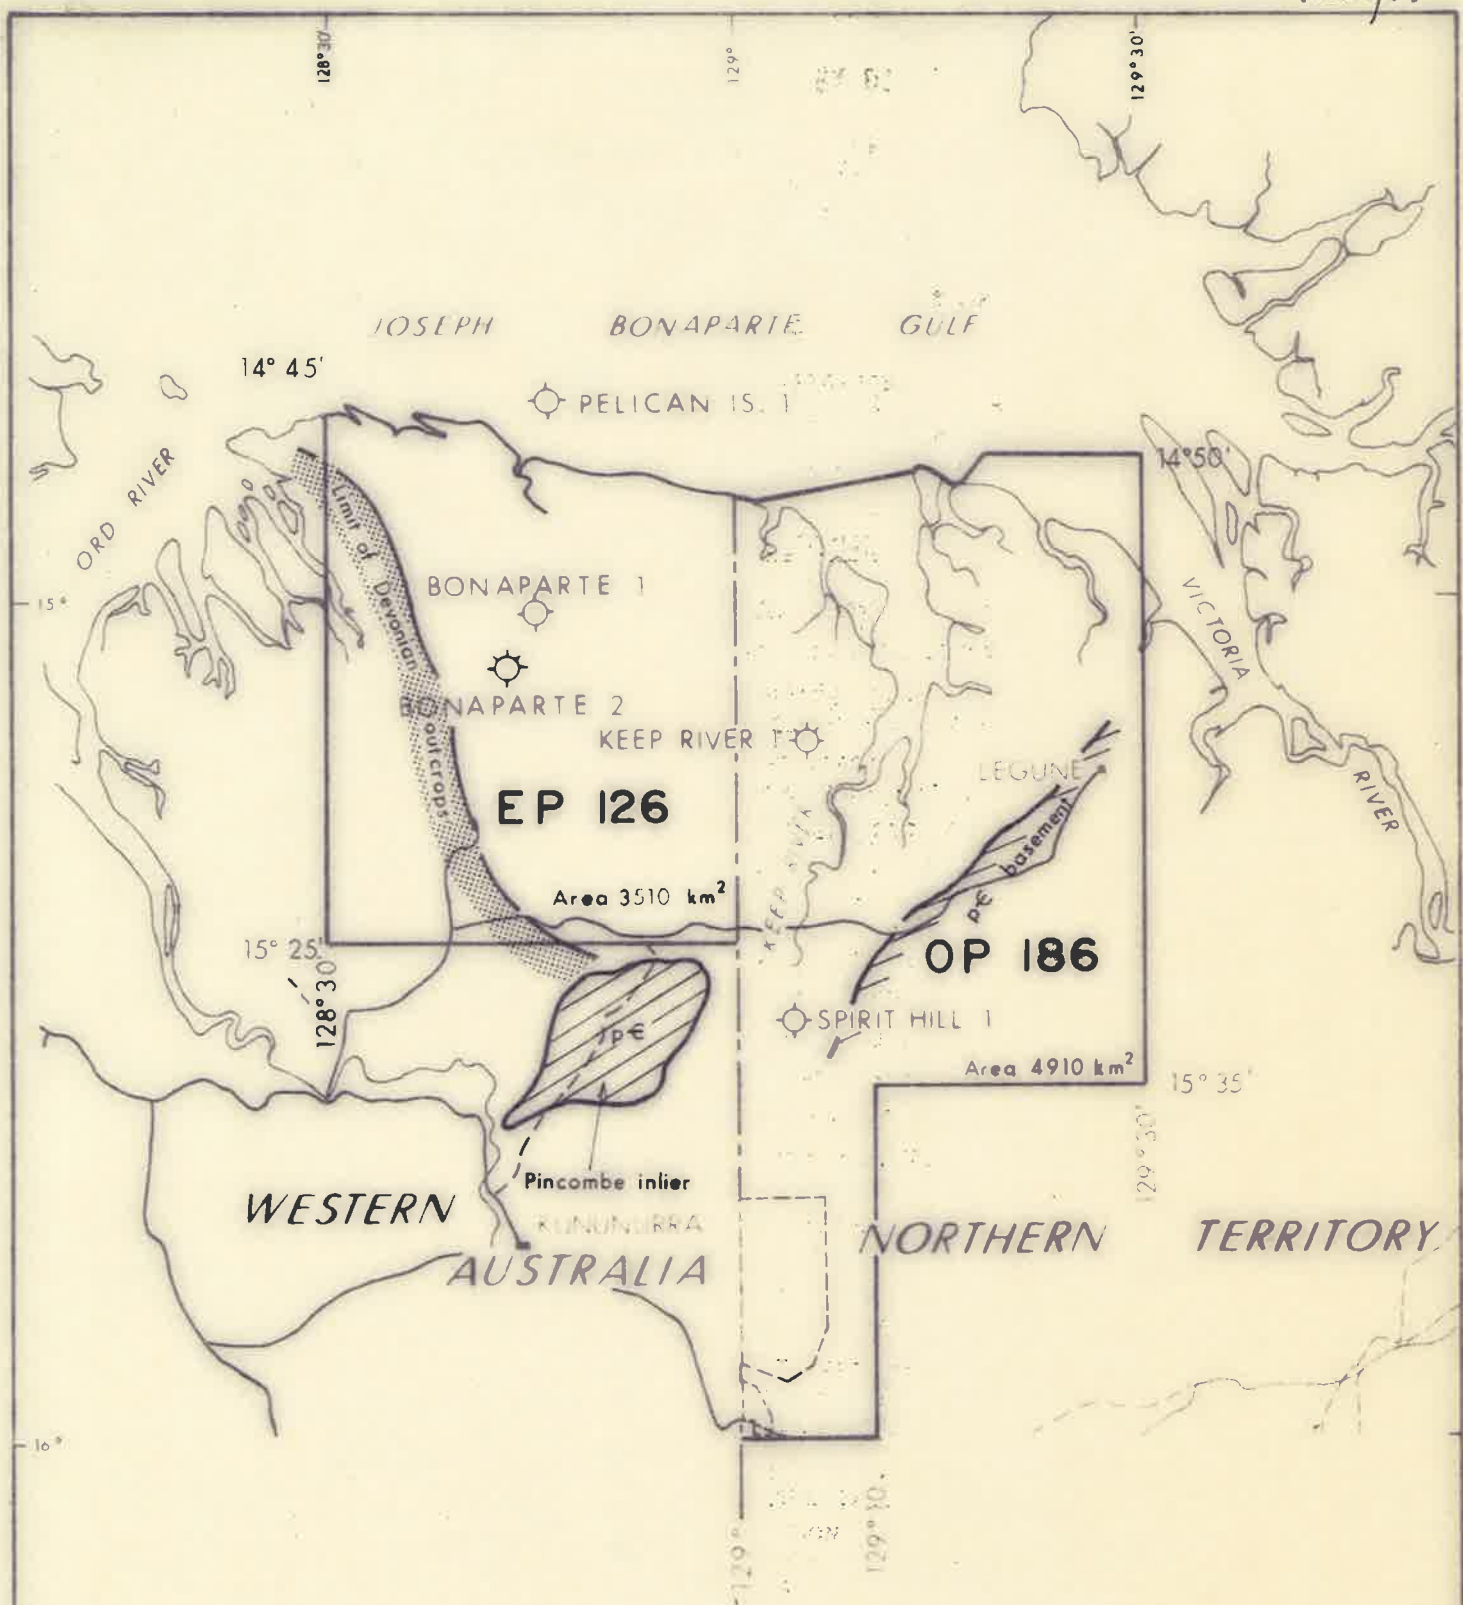 128°30'
129°
129°30'
JOSEPH BONAPARTE GULF
14° 45'
PELICAN IS. 1
ORD RIVER
14°50'
Limit of Devonian outcrops
BONAPARTE 1
15°
VICTORIA RIVER
BONAPARTE 2
KEEP RIVER 1
LEGUNE
EP 126
p€ basement
Area 3510 km²
KEEP RIVER
15° 25'
OP 186
128°30'
SPIRIT HILL 1
p€
Area 4910 km²
15° 35'
129°30'
Pincombe inlier
WESTERN
KUNUNURRA
NORTHERN TERRITORY
AUSTRALIA
16°
129°
129°10'